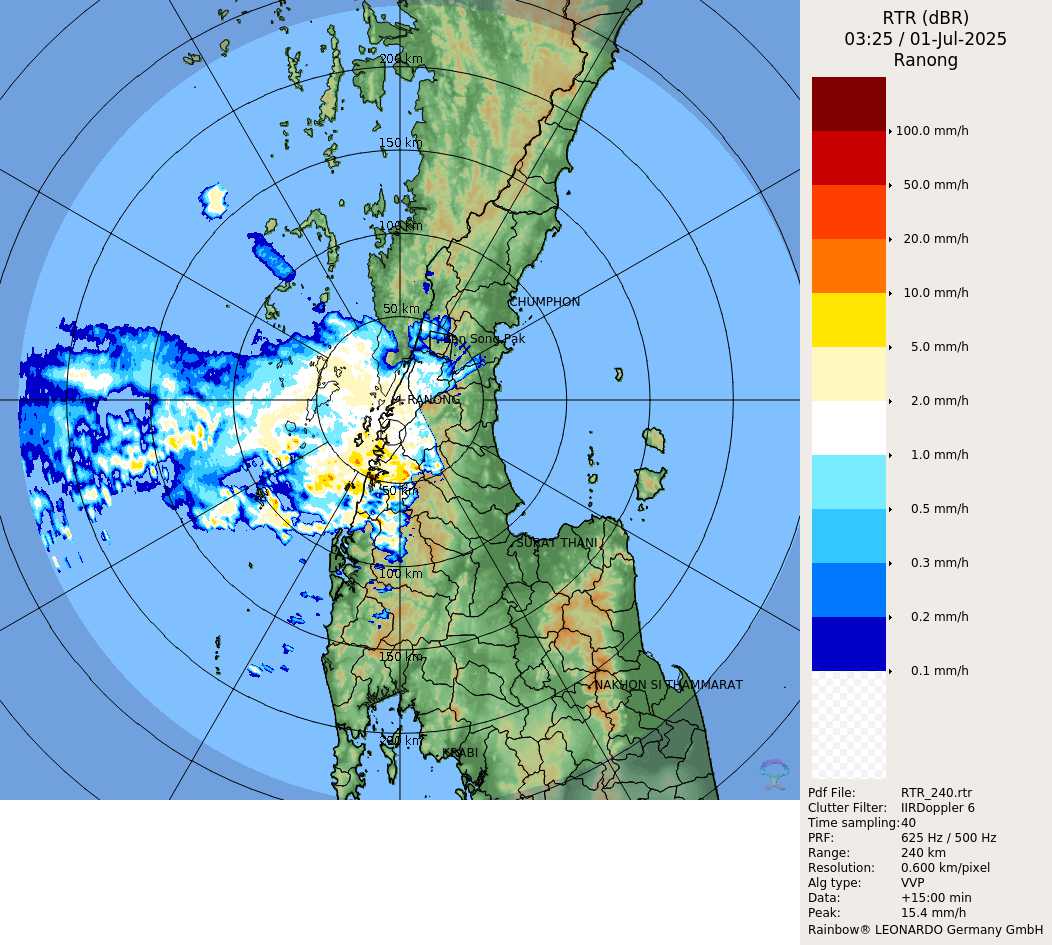 RTR (dBR)
03:25 / 01-Jul-2025
Ranong
200 km
150 km
100 km
50 km
CHUMPHON
Ban Song Pak
RANONG
50 km
SURAT THANI
100 km
150 km
NAKHON SI THAMMARAT
200 km
KRABI
100.0 mm/h
50.0 mm/h
20.0 mm/h
10.0 mm/h
5.0 mm/h
2.0 mm/h
1.0 mm/h
0.5 mm/h
0.3 mm/h
0.2 mm/h
0.1 mm/h
Pdf File: RTR_240.rtr
Clutter Filter: IIRDoppler 6
Time sampling:40
PRF: 625 Hz / 500 Hz
Range: 240 km
Resolution: 0.600 km/pixel
Alg type: VVP
Data: +15:00 min
Peak: 15.4 mm/h
Rainbow® LEONARDO Germany GmbH